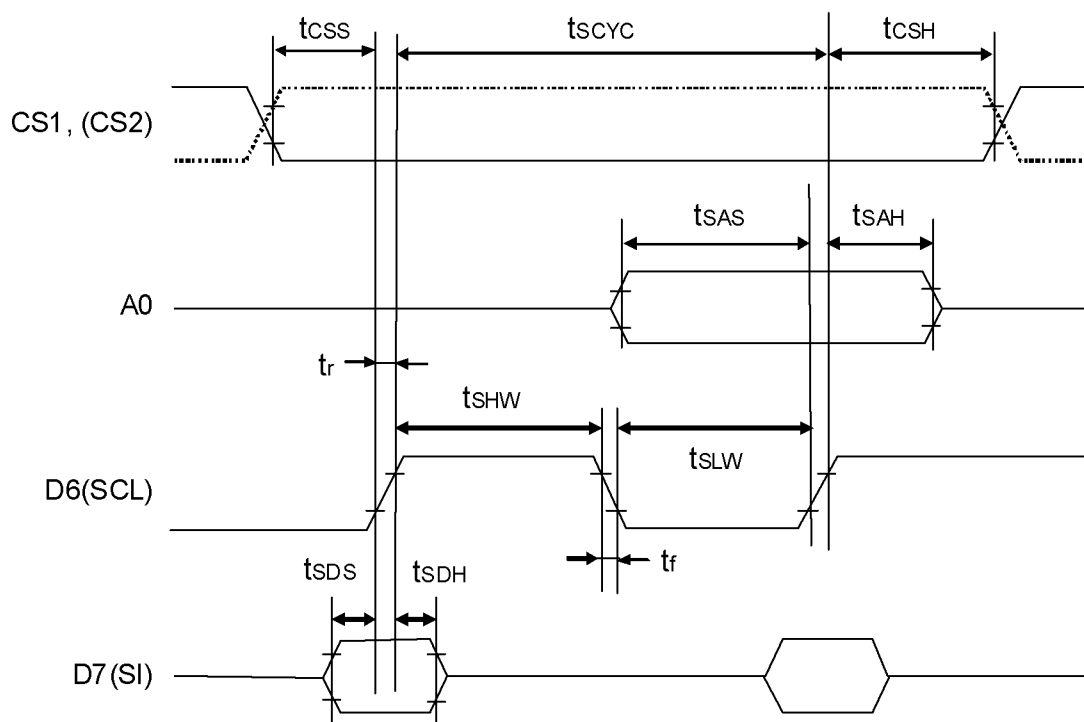 tCSS tSCYC tCSH
CS1, (CS2)
tSAS tSAH
A0
tr
tSHW
tSLW
D6(SCL)
tf
tSDS tSDH
D7(SI)